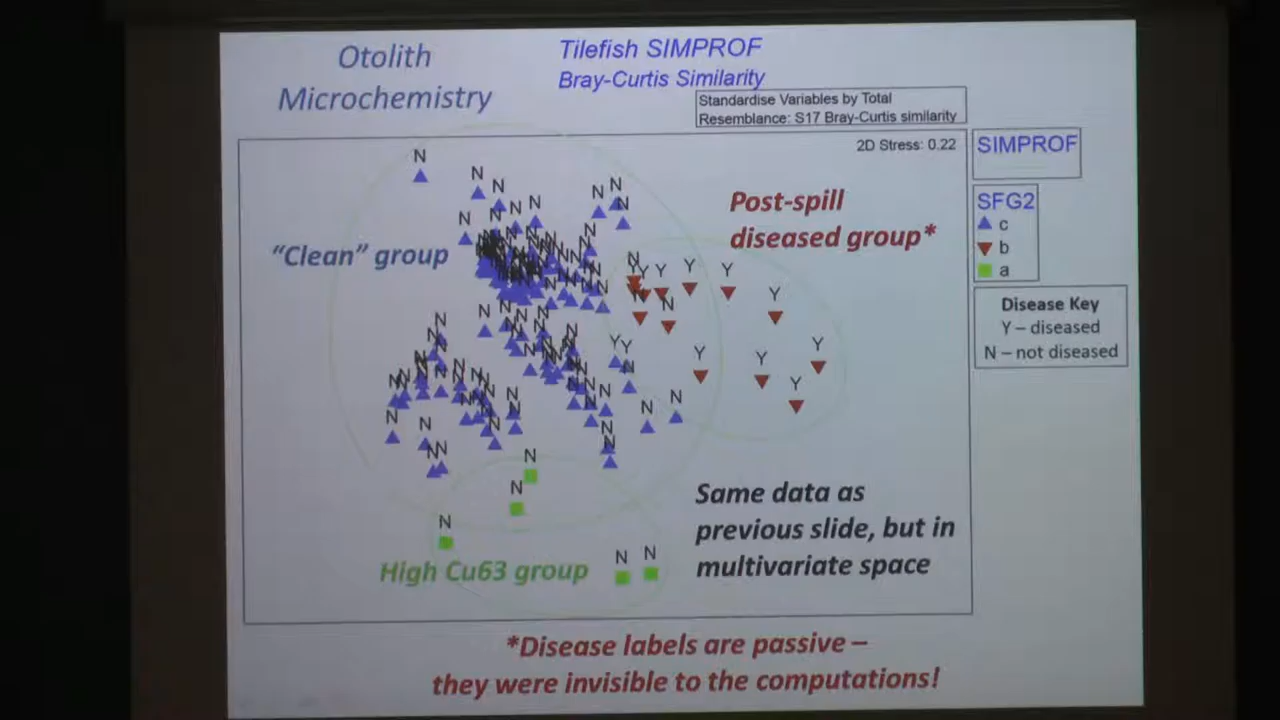 Otolith
Microchemistry
Tilefish SIMPROF
Bray-Curtis Similarity
Standardise Variables by Total
Resemblance: S17 Bray-Curtis similarity
2D Stress: 0.22
SIMPROF
SFG2
c
b
a
Disease Key
Y – diseased
N – not diseased
Post-spill
diseased group*
"Clean" group
Same data as
previous slide, but in
multivariate space
High Cu63 group
*Disease labels are passive –
they were invisible to the computations!